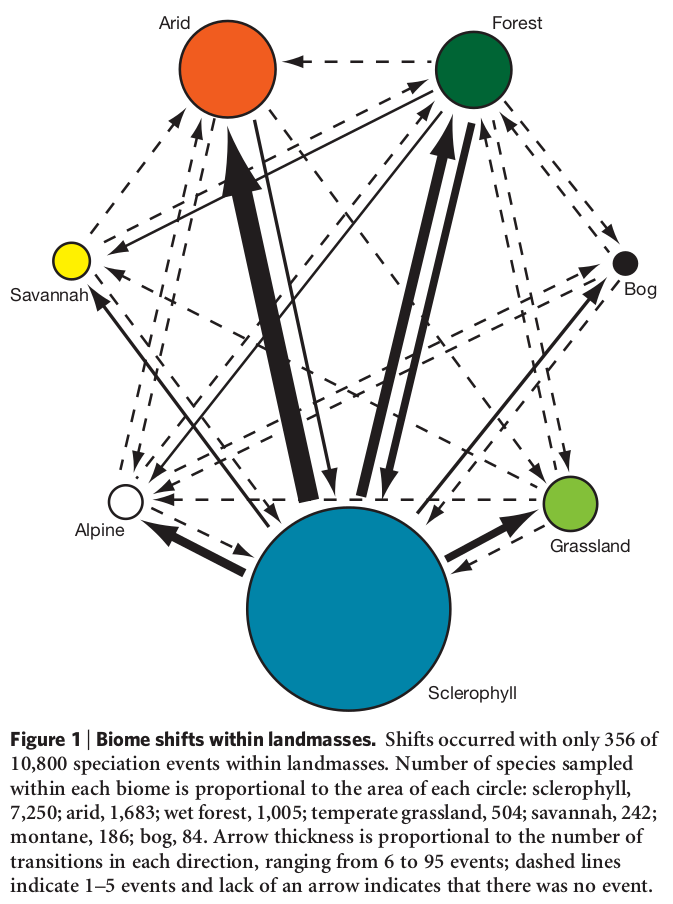 Arid
Forest
Savannah
Bog
Alpine
Grassland
Sclerophyll
Figure 1 | Biome shifts within landmasses. Shifts occurred with only 356 of
10,800 speciation events within landmasses. Number of species sampled
within each biome is proportional to the area of each circle: sclerophyll,
7,250; arid, 1,683; wet forest, 1,005; temperate grassland, 504; savannah, 242;
montane, 186; bog, 84. Arrow thickness is proportional to the number of
transitions in each direction, ranging from 6 to 95 events; dashed lines
indicate 1–5 events and lack of an arrow indicates that there was no event.